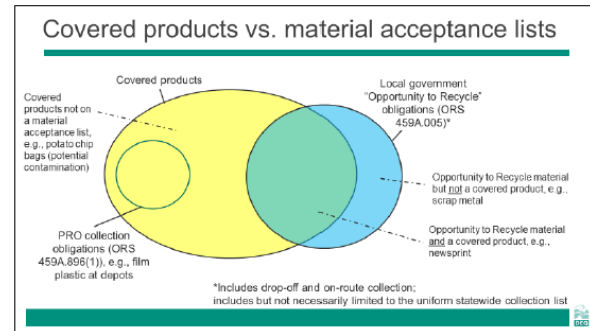 Covered products vs. material acceptance lists
Covered products
Covered
products not on
a material
acceptance list,
e.g., potato chip
bags (potential
contamination)
Local government
“Opportunity to Recycle”
obligations (ORS
459A.005)*
Opportunity to Recycle material
but not a covered product, e.g.,
scrap metal
Opportunity to Recycle material
and a covered product, e.g.,
newsprint
PRO collection
obligations (ORS
459A.896(1)), e.g., film
plastic at depots
*Includes drop-off and on-route collection;
includes but not necessarily limited to the uniform statewide collection list
DEQ